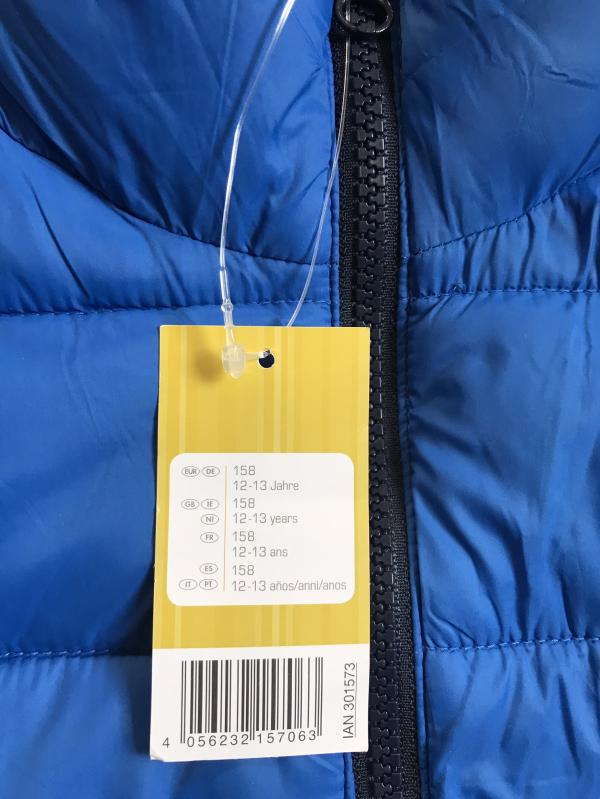 EUR DE 158
12-13 Jahre
GB IE 158
NI 12-13 years
FR 158
12-13 ans
ES 158
IT PT 12-13 años/anni/anos
IAN 301573
4 056232 157063